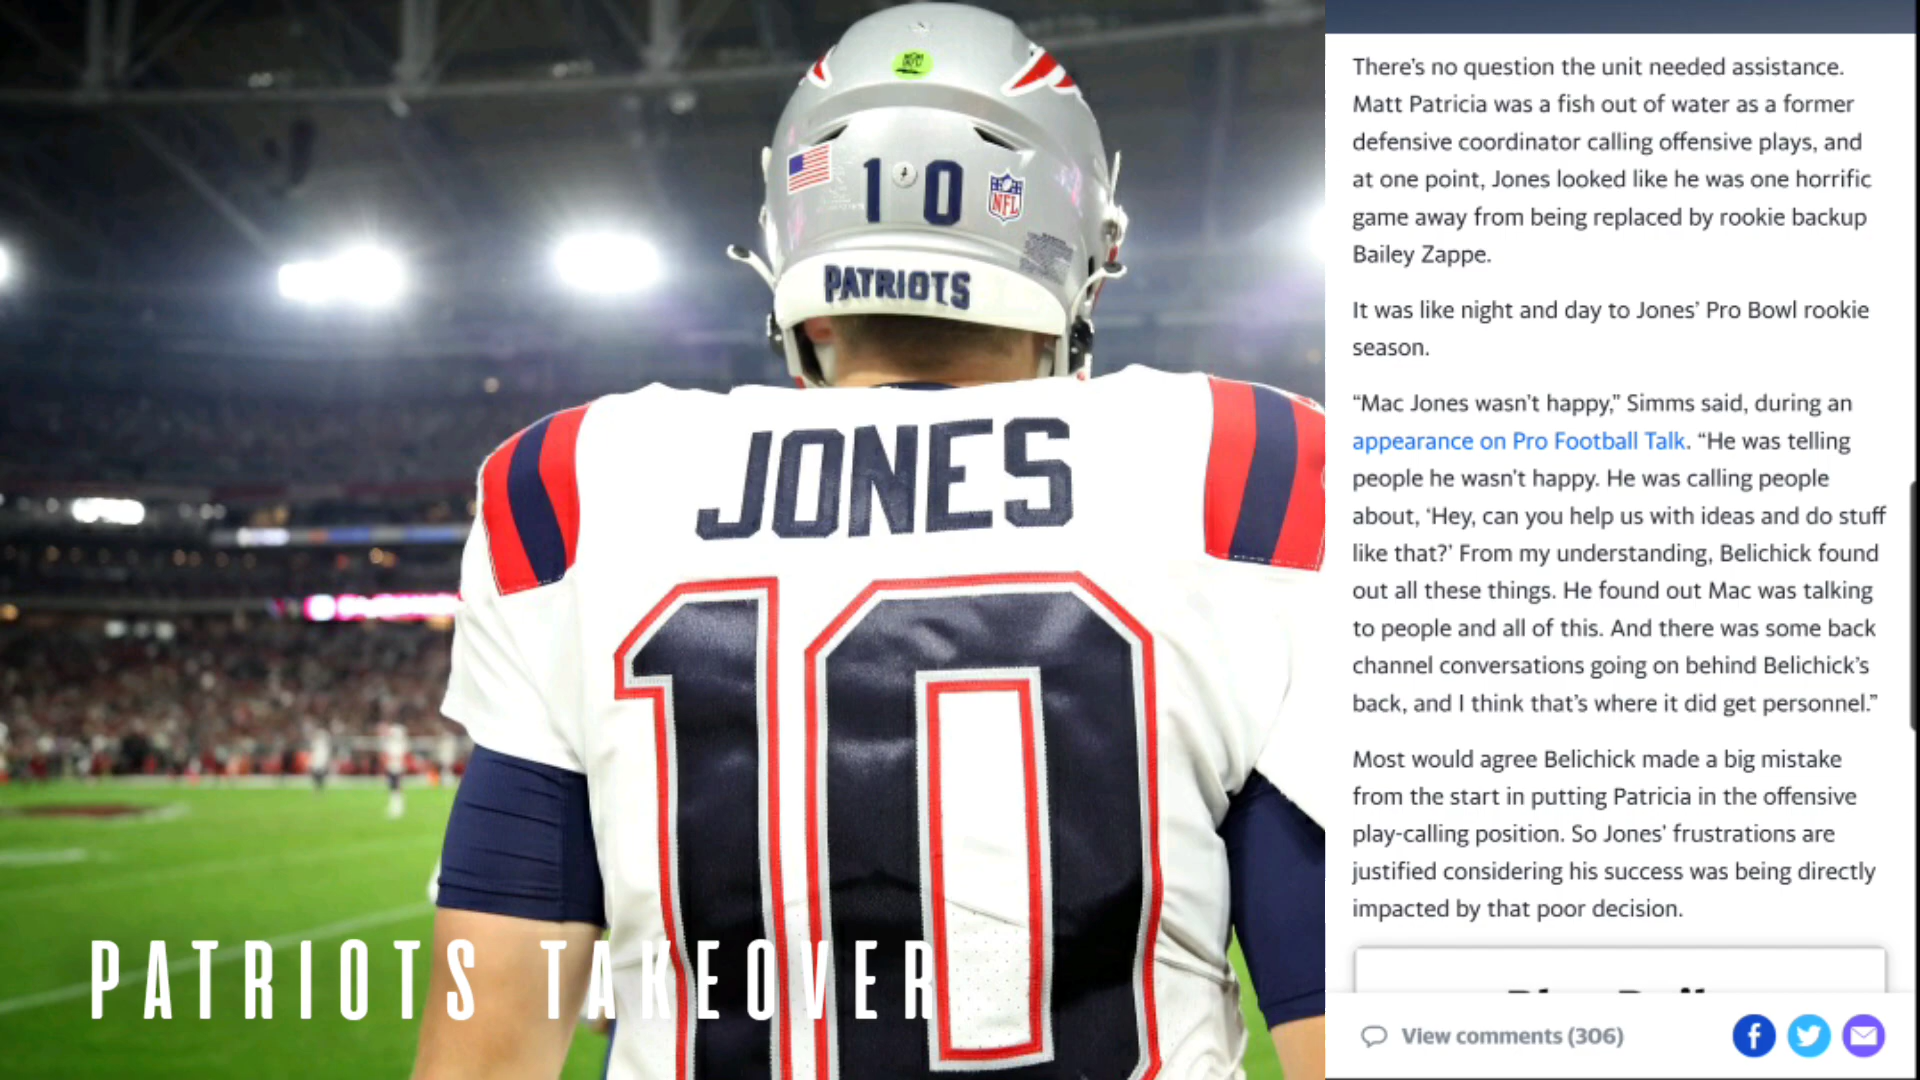 10
NFL
PATRIOTS
JONES
10
PATRIOTS TAKEOVER
There’s no question the unit needed assistance.
Matt Patricia was a fish out of water as a former
defensive coordinator calling offensive plays, and
at one point, Jones looked like he was one horrific
game away from being replaced by rookie backup
Bailey Zappe.
It was like night and day to Jones’ Pro Bowl rookie
season.
“Mac Jones wasn’t happy,” Simms said, during an
appearance on Pro Football Talk. “He was telling
people he wasn’t happy. He was calling people
about, ‘Hey, can you help us with ideas and do stuff
like that?’ From my understanding, Belichick found
out all these things. He found out Mac was talking
to people and all of this. And there was some back
channel conversations going on behind Belichick’s
back, and I think that’s where it did get personnel.”
Most would agree Belichick made a big mistake
from the start in putting Patricia in the offensive
play-calling position. So Jones’ frustrations are
justified considering his success was being directly
impacted by that poor decision.
View comments (306)